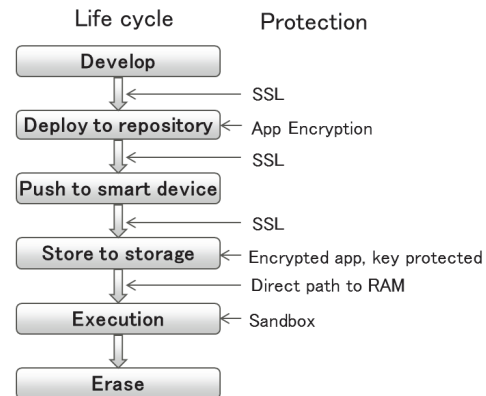 Life cycle
Protection
Develop
SSL
Deploy to repository
App Encryption
SSL
Push to smart device
SSL
Store to storage
Encrypted app, key protected
Direct path to RAM
Execution
Sandbox
Erase